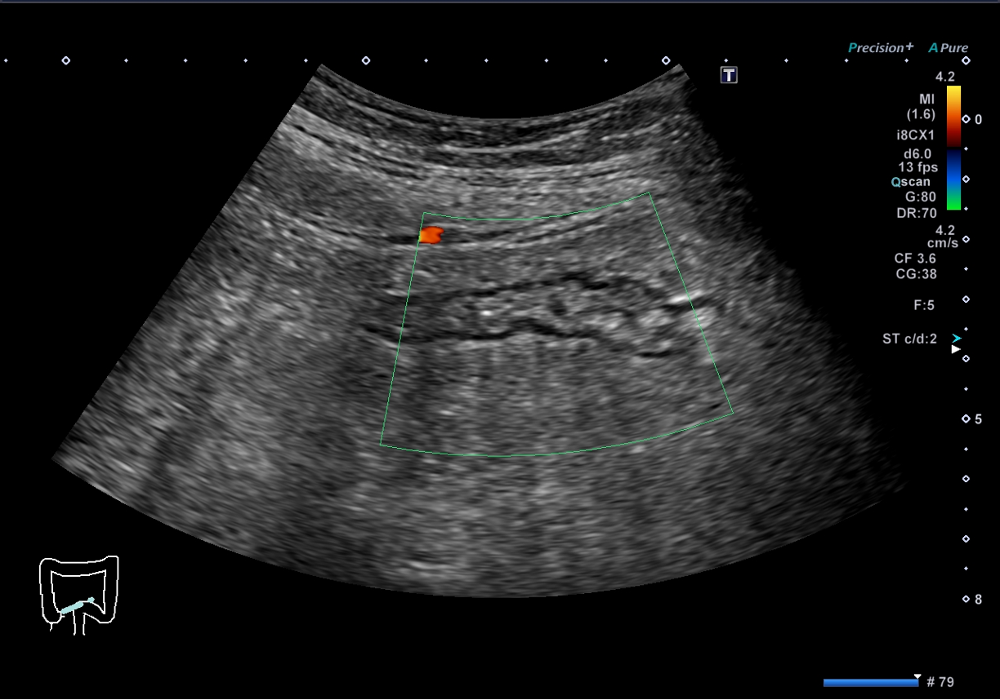 Precision+ APure
T
4.2
MI
(1.6)
0
i8CX1
d6.0
13 fps
Qscan
G:80
DR:70
4.2
cm/s
CF 3.6
CG:38
F:5
ST c/d:2
5
8
# 79